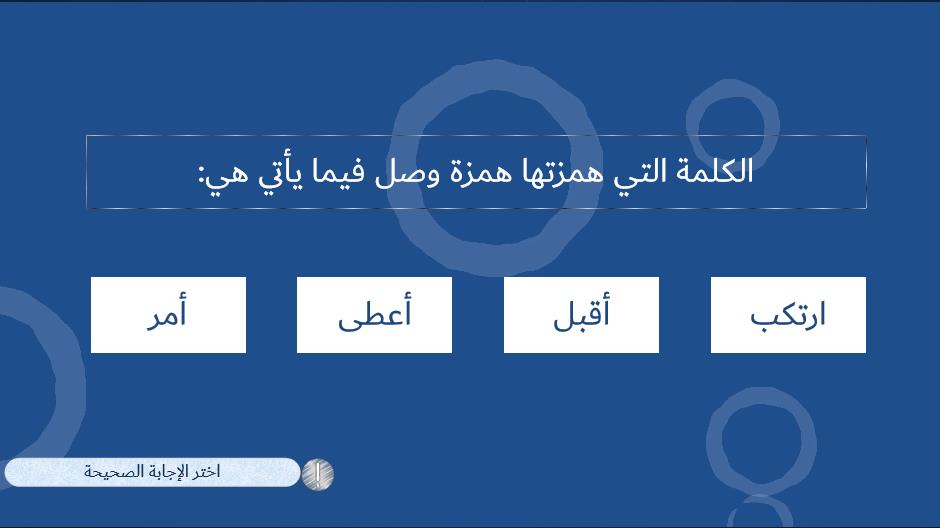 الكلمة التي همزتها همزة وصل فيما يأتي هي:
ارتكب
أقبل
أعطى
أمر
اختر الإجابة الصحيحة